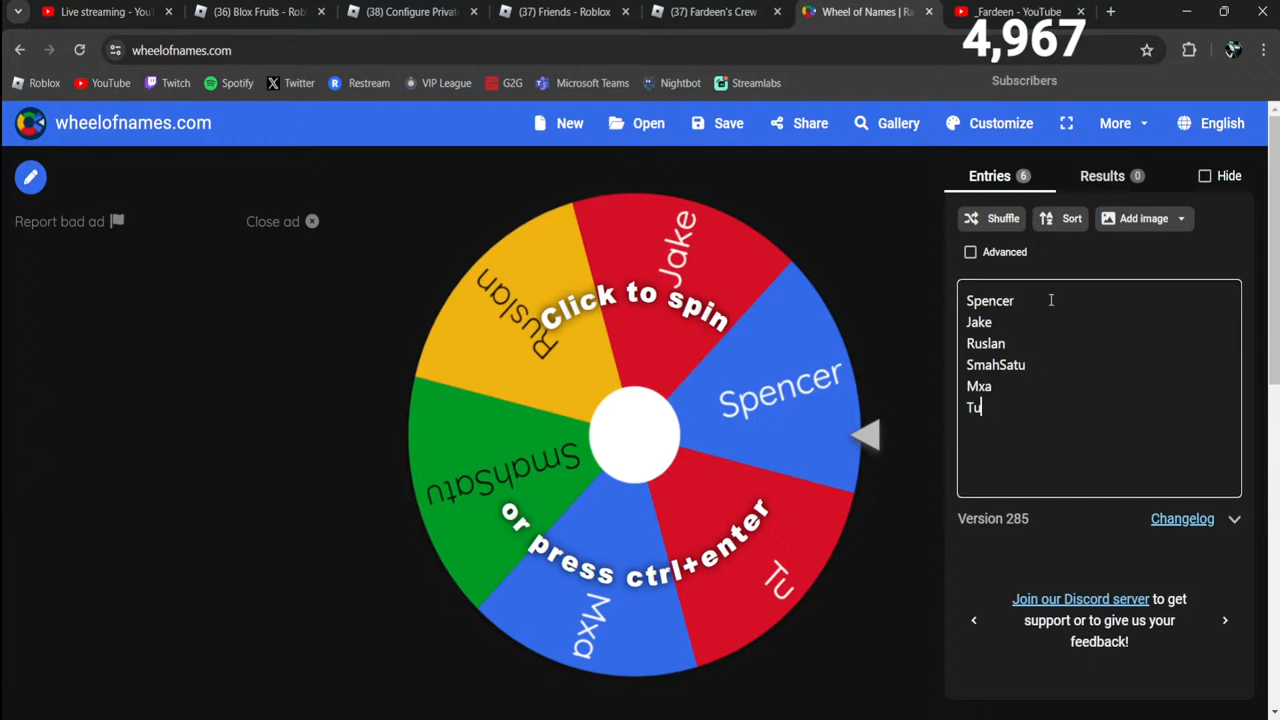 Live streaming - You
(36) Blox Fruits - Rob
(38) Configure Privat
(37) Friends - Roblox
(37) Fardeen's Crew
Wheel of Names | Ra
_Fardeen - YouTube
wheelofnames.com
4,967
Subscribers
Roblox
YouTube
Twitch
Spotify
Twitter
Restream
VIP League
G2G
Microsoft Teams
Nightbot
Streamlabs
wheelofnames.com
New
Open
Save
Share
Gallery
Customize
More
English
Report bad ad
Close ad
Entries 6
Results 0
Hide
Shuffle
Sort
Add image
Advanced
Spencer
Jake
Ruslan
SmahSatu
Mxa
Tu
Click to spin
or press ctrl+enter
Jake
Spencer
Tu
Mxa
SmahSatu
Ruslan
Version 285
Changelog
Join our Discord server to get
support or to give us your
feedback!